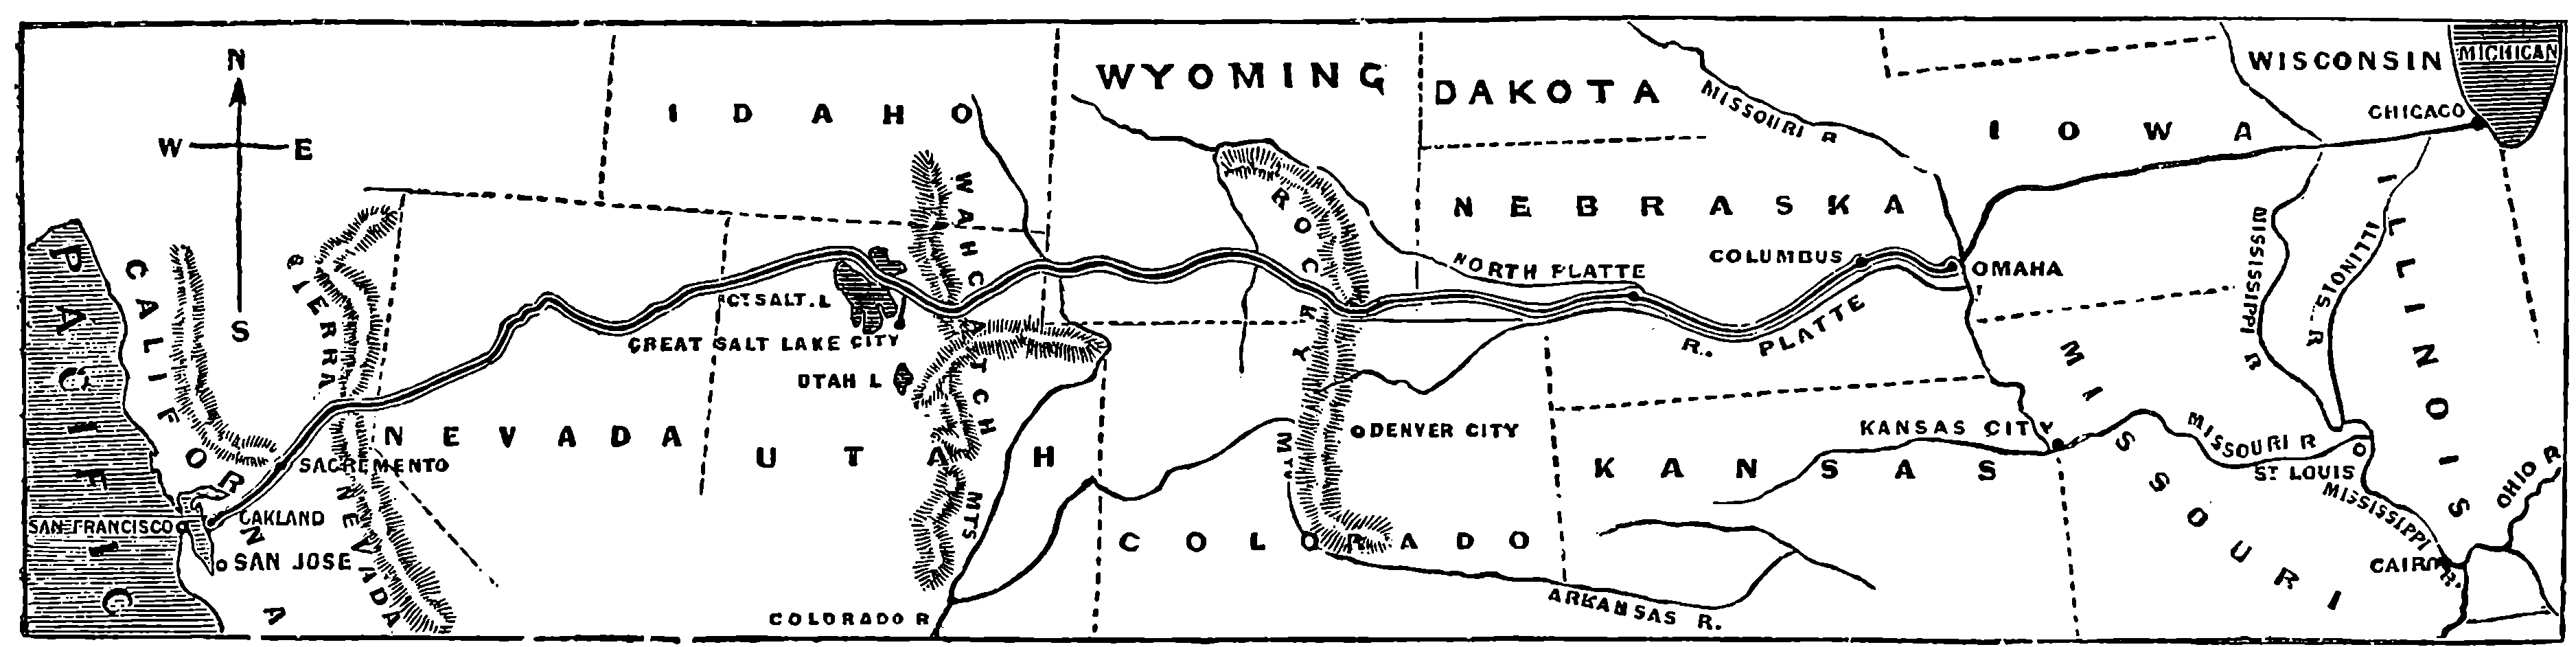 N
W
E
S
PACIFIC
CALIFORNIA
SIERRA
NEVADA
IDAHO
WYOMING
DAKOTA
MISSOURI R
IOWA
WISCONSIN
MICHIGAN
CHICAGO
WAHC
ATCH
MTS
ROCKY
MTS
NEBRASKA
NORTH PLATTE
COLUMBUS
OMAHA
R. PLATTE
MISSISSIPPI R
ILLINOIS R
ILLINOIS
GT SALT. L
GREAT SALT LAKE CITY
UTAH L
NEVADA
UTAH
DENVER CITY
KANSAS CITY
KANSAS
MISSOURI
MISSOURI R
ST LOUIS
MISSISSIPPI R.
OHIO R
CAIRO
SACREMENTO
SAN FRANCISCO
OAKLAND
SAN JOSE
COLORADO R
COLORADO
ARKANSAS R.